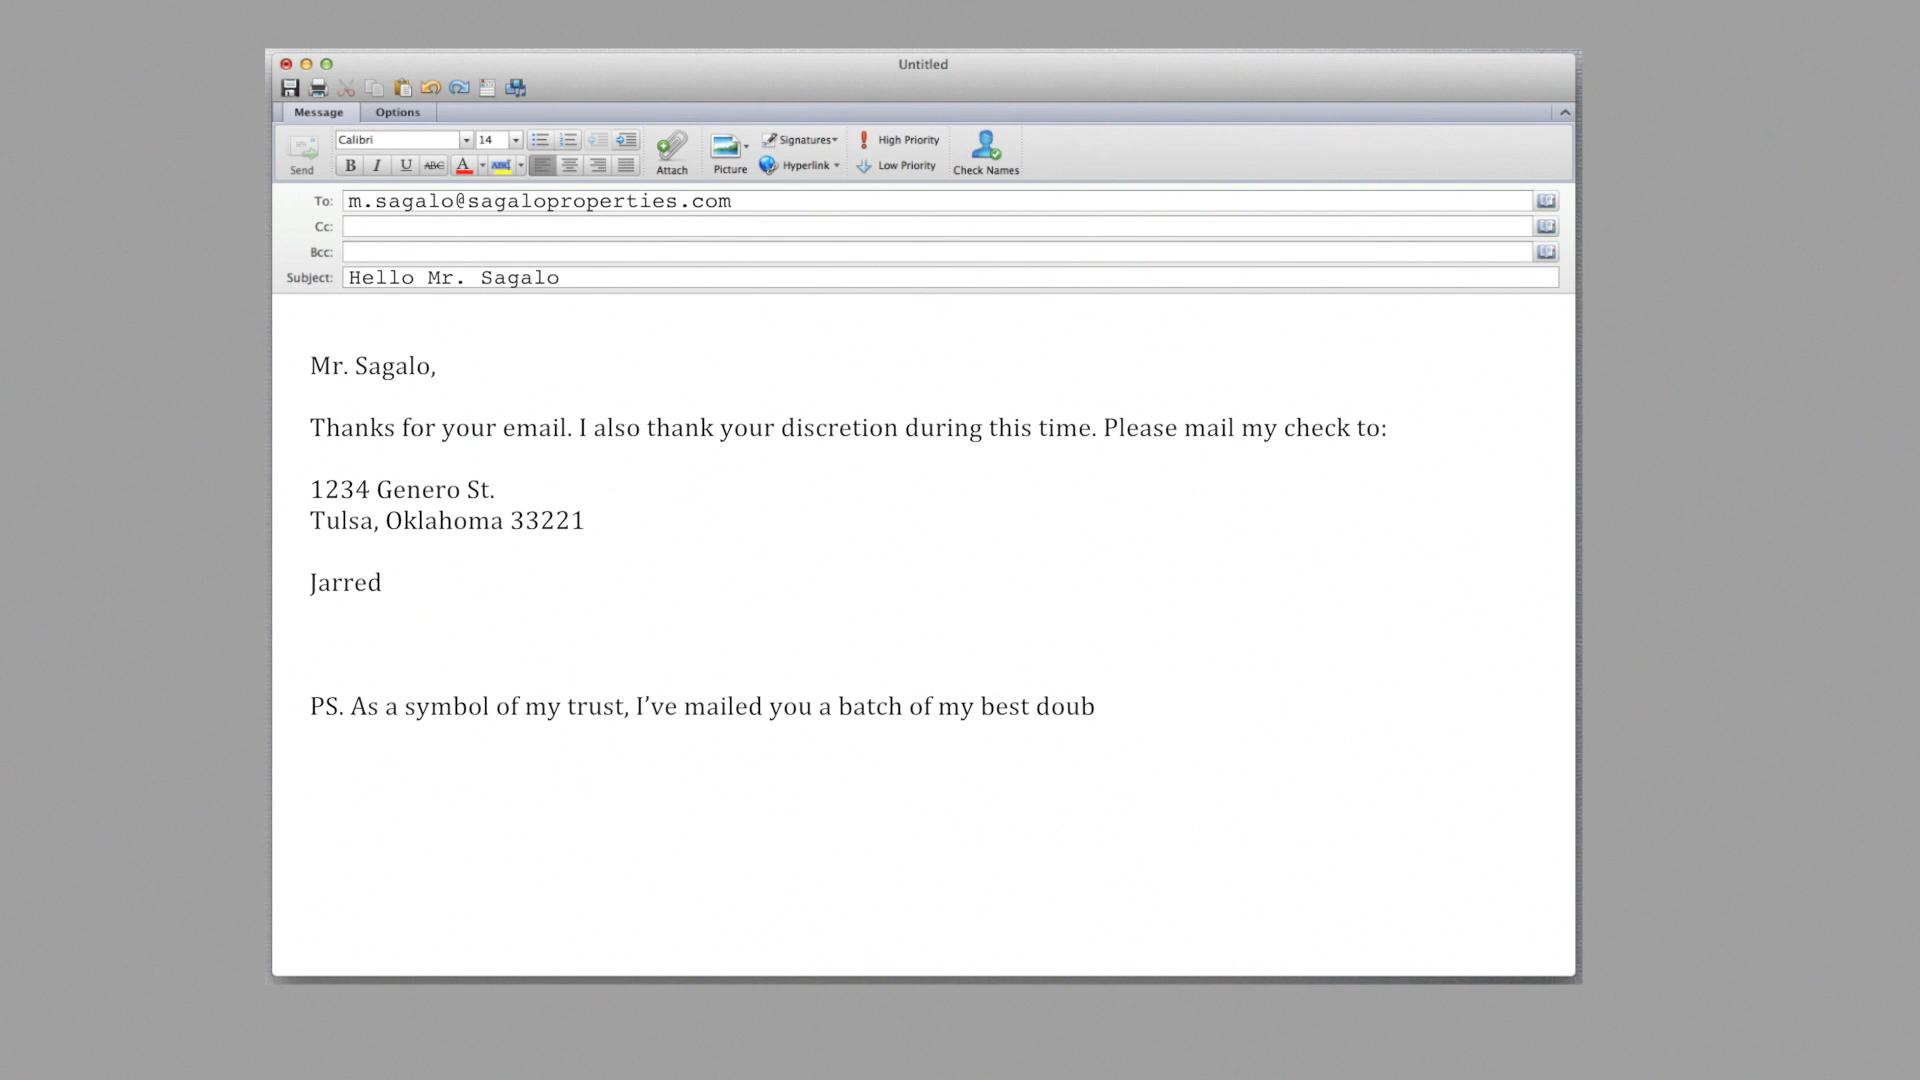 Untitled
Message Options
Calibri 14
Signatures High Priority
Send B I U ABC A ABC Attach Picture Hyperlink Low Priority Check Names
To: m.sagalo@sagaloproperties.com
Cc:
Bcc:
Subject: Hello Mr. Sagalo
Mr. Sagalo,
Thanks for your email. I also thank your discretion during this time. Please mail my check to:
1234 Genero St.
Tulsa, Oklahoma 33221
Jarred
PS. As a symbol of my trust, I’ve mailed you a batch of my best doub